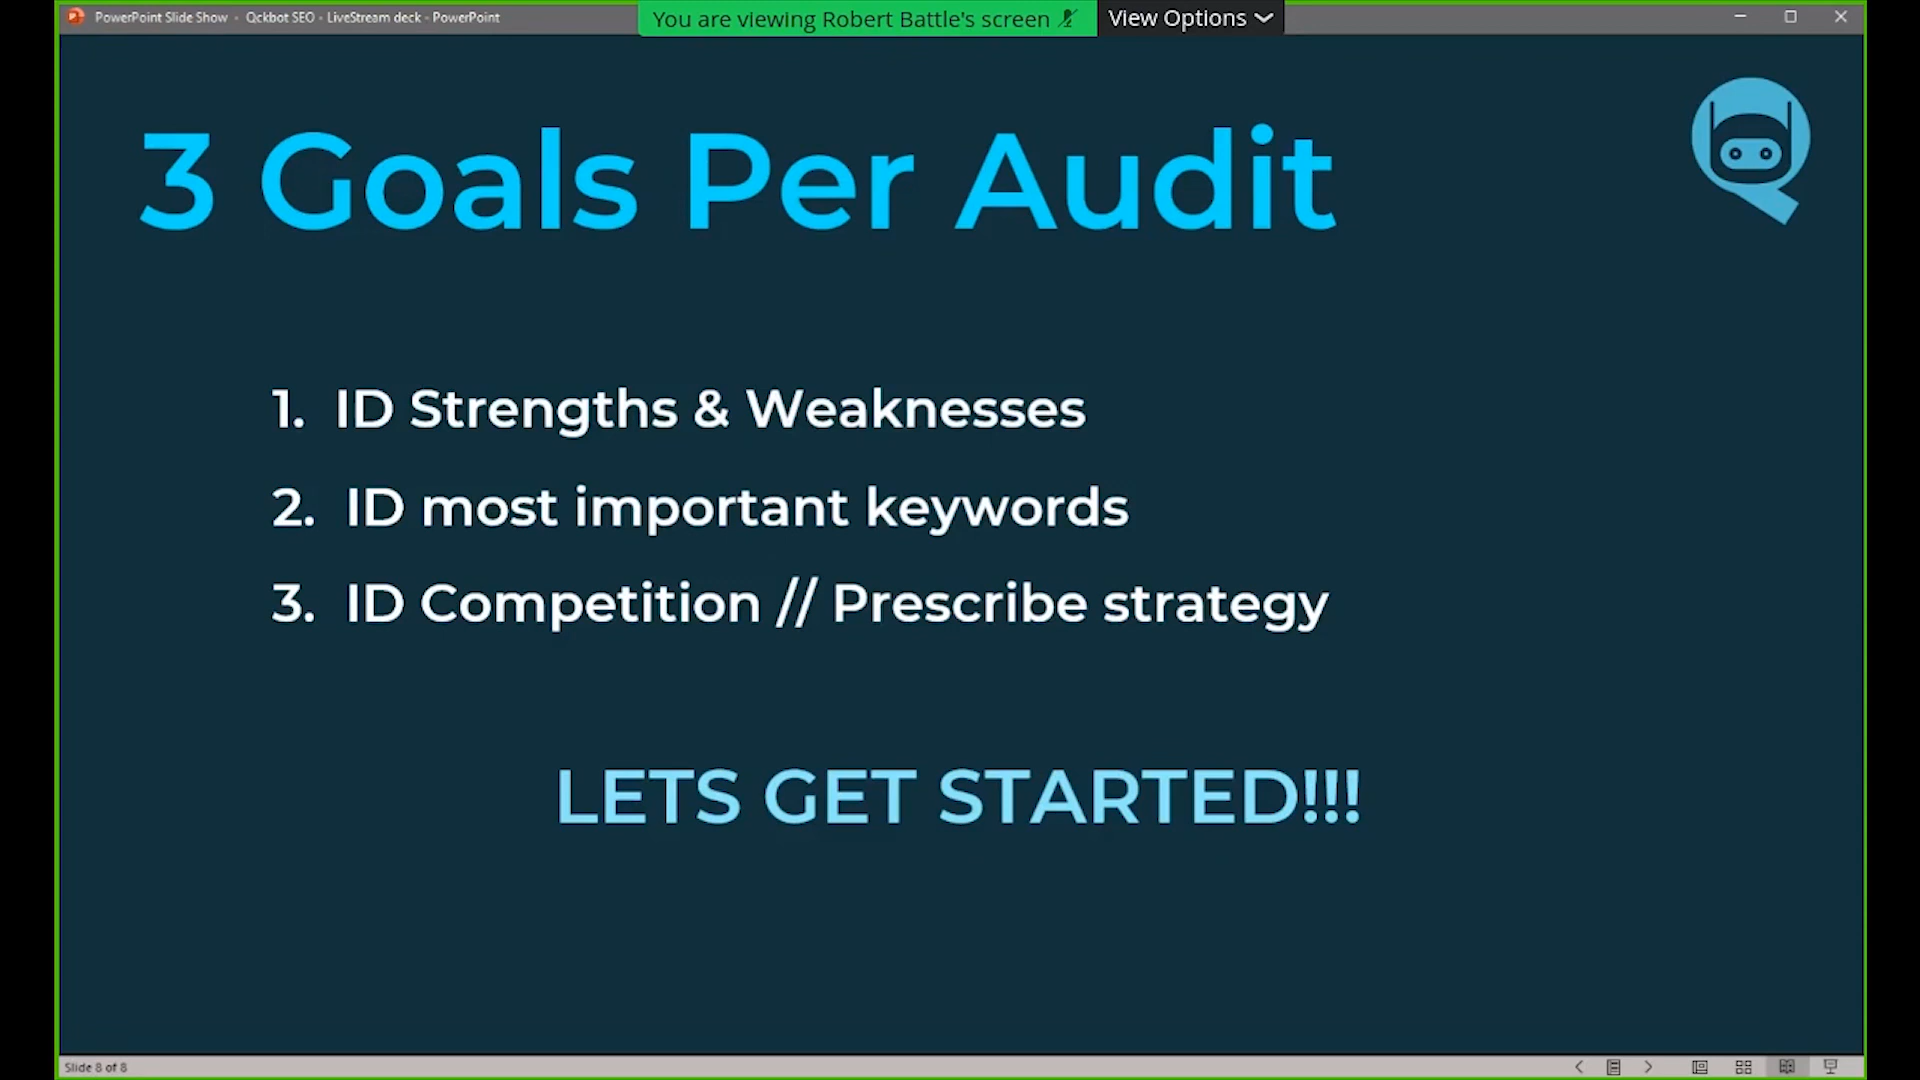 PowerPoint Slide Show - Qckbot SEO - LiveStream deck - PowerPoint
You are viewing Robert Battle's screen
View Options
3 Goals Per Audit
1. ID Strengths & Weaknesses
2. ID most important keywords
3. ID Competition // Prescribe strategy
LETS GET STARTED!!!
Slide 8 of 8